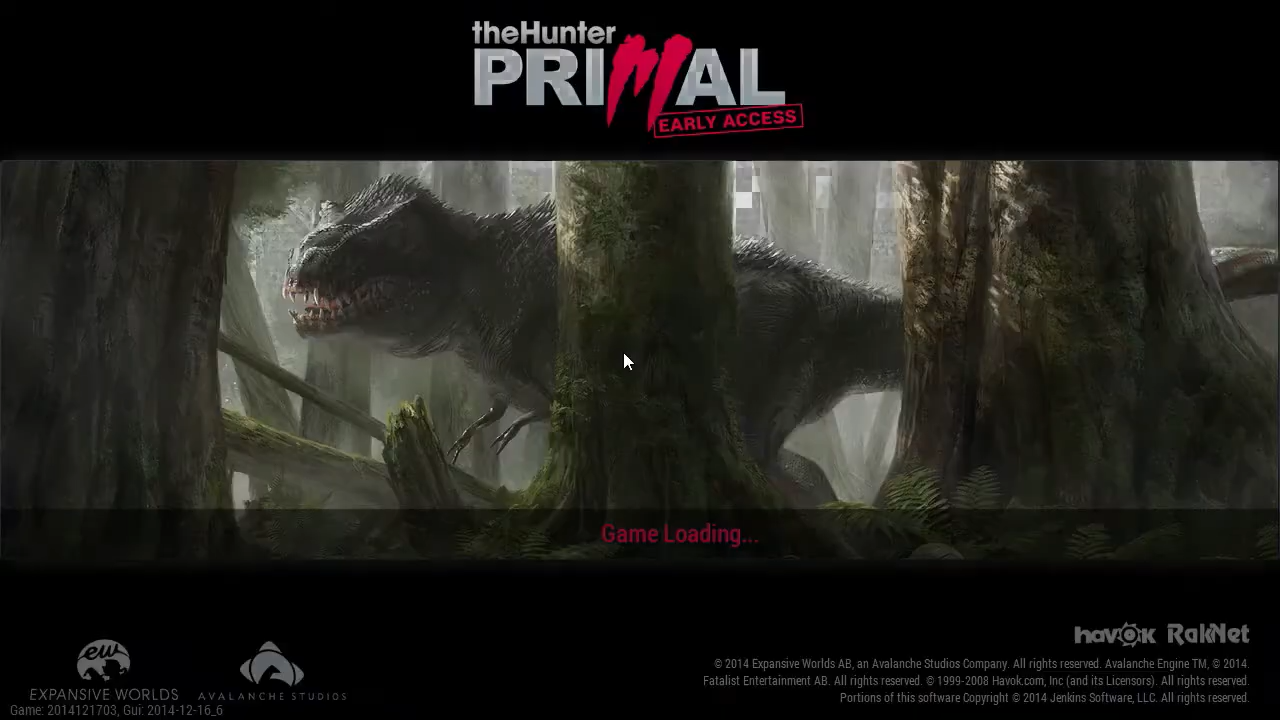 theHunter
PRIMAL
EARLY ACCESS
Game Loading...
havok RakNet
ew
EXPANSIVE WORLDS AVALANCHE STUDIOS
© 2014 Expansive Worlds AB, an Avalanche Studios Company. All rights reserved. Avalanche Engine TM, © 2014.
Fatalist Entertainment AB. All rights reserved. © 1999-2008 Havok.com, Inc (and its Licensors). All rights reserved.
Portions of this software Copyright © 2014 Jenkins Software, LLC. All rights reserved.
Game: 2014121703, Gui: 2014-12-16_6